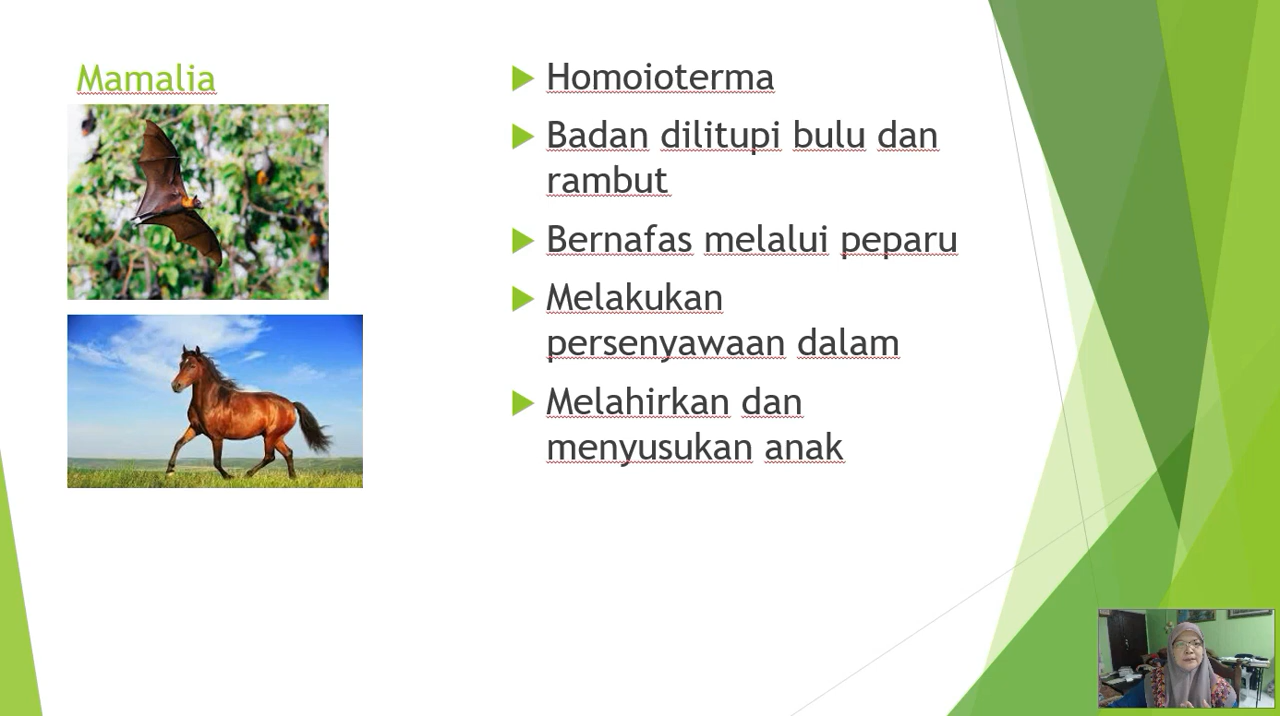 Mamalia
Homoioterma
Badan dilitupi bulu dan
rambut
Bernafas melalui peparu
Melakukan
persenyawaan dalam
Melahirkan dan
menyusukan anak